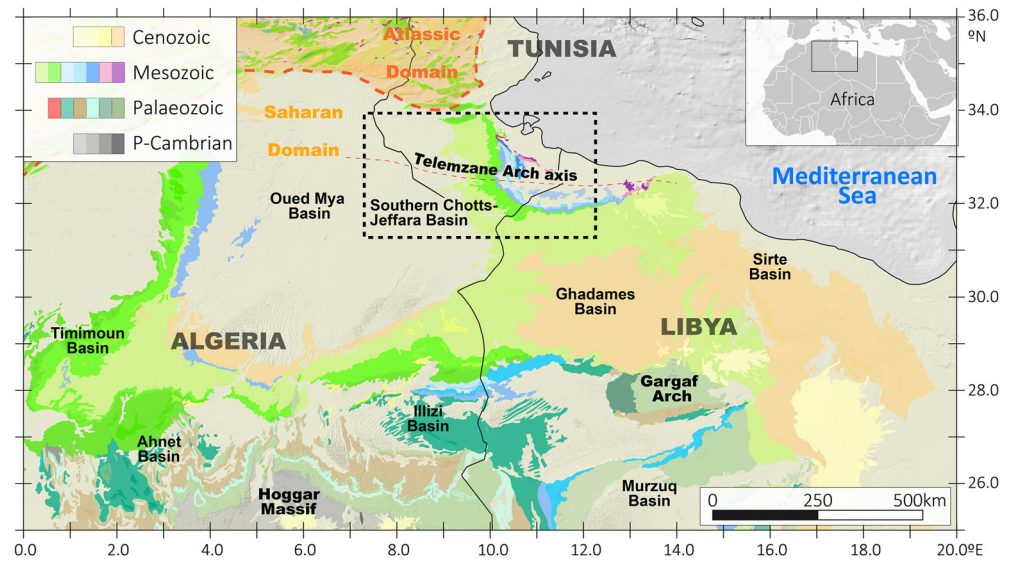 Cenozoic
Mesozoic
Palaeozoic
P-Cambrian
Atlassic
Domain
TUNISIA
Saharan
Domain
Africa
36.0
ºN
34.0
32.0
30.0
28.0
26.0
Telemzane Arch axis
Mediterranean
Sea
Oued Mya
Basin
Southern Chotts-
Jeffara Basin
Sirte
Basin
Ghadames
Basin
Timimoun
Basin
ALGERIA
LIBYA
Gargaf
Arch
Illizi
Basin
Ahnet
Basin
Hoggar
Massif
Murzuq
Basin
0 250 500km
0.0 2.0 4.0 6.0 8.0 10.0 12.0 14.0 16.0 18.0 20.0ºE